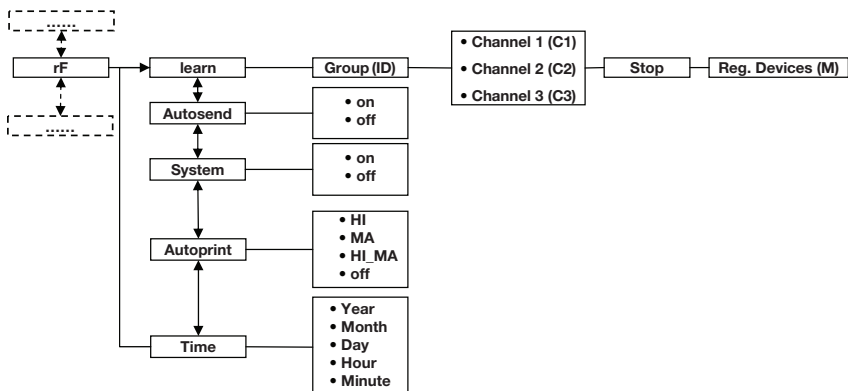 ......
rF
......
learn
Group (ID)
• Channel 1 (C1)
• Channel 2 (C2)
• Channel 3 (C3)
Stop
Reg. Devices (M)
Autosend
• on
• off
System
• on
• off
Autoprint
• HI
• MA
• HI_MA
• off
Time
• Year
• Month
• Day
• Hour
• Minute